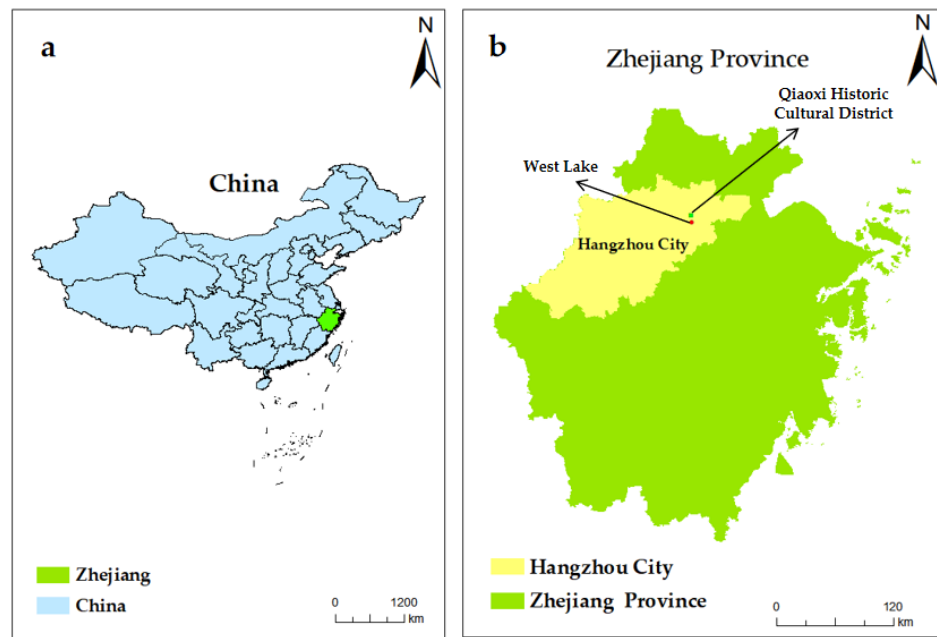 a
N
China
Zhejiang
China
0 1200
km
b
N
Zhejiang Province
Qiaoxi Historic
Cultural District
West Lake
Hangzhou City
Hangzhou City
Zhejiang Province
0 120
km